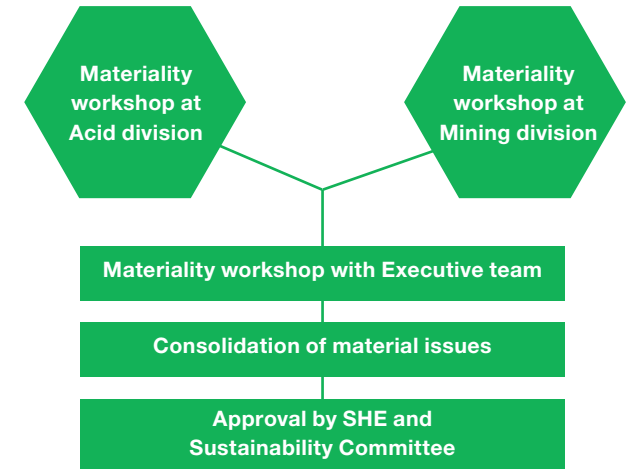 Materiality
workshop at
Acid division
Materiality
workshop at
Mining division
Materiality workshop with Executive team
Consolidation of material issues
Approval by SHE and
Sustainability Committee